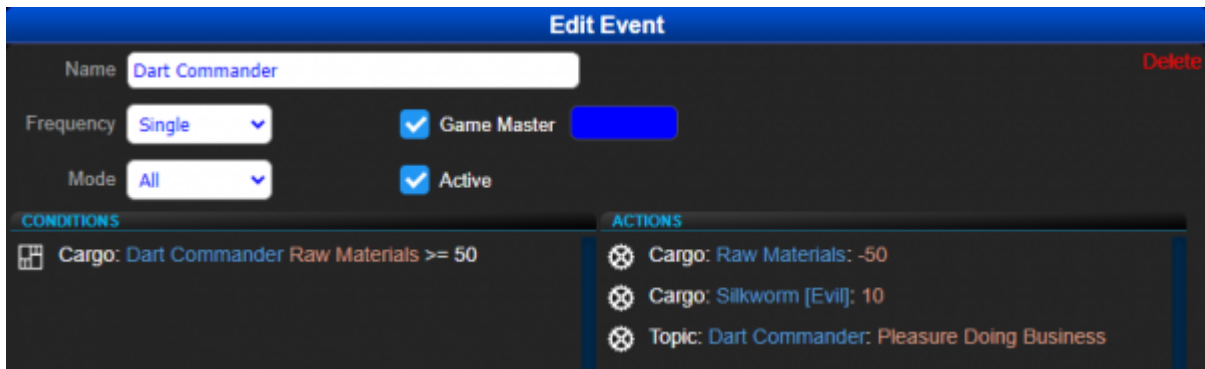 Edit Event
Name Dart Commander Delete
Frequency Single Game Master
Mode All Active
CONDITIONS
Cargo: Dart Commander Raw Materials >= 50
ACTIONS
Cargo: Raw Materials: -50
Cargo: Silkworm [Evil]: 10
Topic: Dart Commander: Pleasure Doing Business